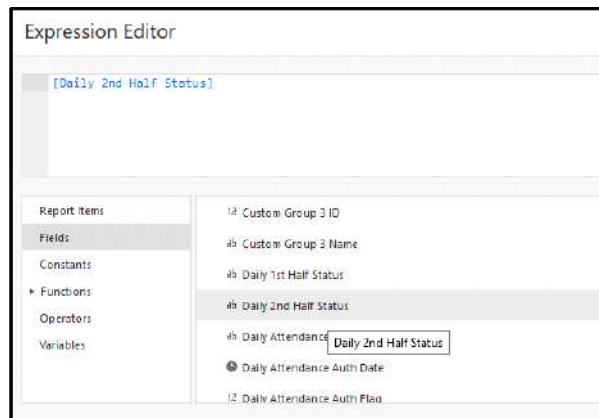 Expression Editor
[Daily 2nd Half Status]
Report Items
Fields
Constants
Functions
Operators
Variables
12 Custom Group 3 ID
ab Custom Group 3 Name
ab Daily 1st Half Status
ab Daily 2nd Half Status
ab Daily Attendance
Daily 2nd Half Status
Daily Attendance Auth Date
12 Daily Attendance Auth Flag